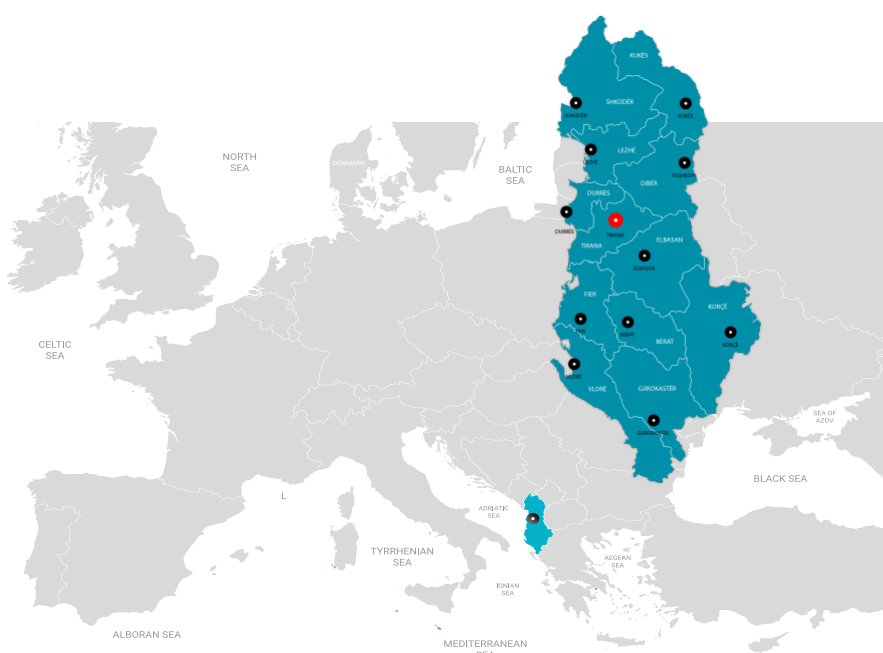 KUKËS
SHKODËR
SHKODËR
KUKËS
NORTH
SEA
LEZHË
LEZHË
DENMARK
BALTIC
SEA
PESHKOPI
DIBËR
DURRËS
DURRËS
TIRANA
TIRANA
ELBASAN
ELBASAN
FIER
KORÇË
FIER
BERAT
KORÇË
BERAT
CELTIC
SEA
VLORË
VLORË
GJIROKASTËR
GJIROKASTËR
SEA OF
AZOV
BLACK SEA
L
ADRIATIC
SEA
TYRRHENIAN
SEA
AEGEAN
SEA
IONIAN
SEA
ALBORAN SEA
MEDITERRANEAN
SEA